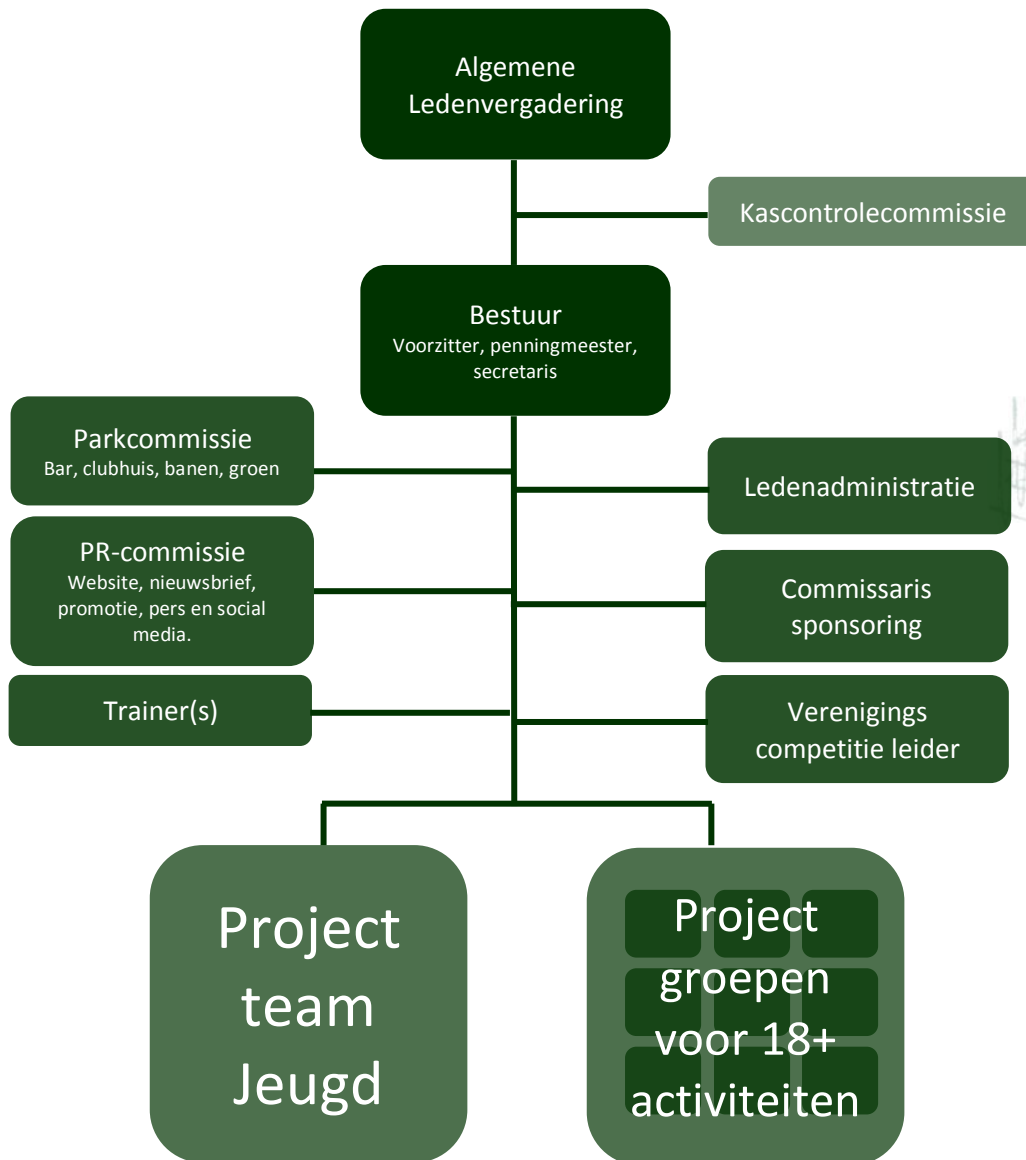 Algemene
Ledenvergadering
Kascontrolecommissie
Bestuur
Voorzitter, penningmeester,
secretaris
Parkcommissie
Bar, clubhuis, banen, groen
Ledenadministratie
PR-commissie
Website, nieuwsbrief,
promotie, pers en social
media.
Commissaris
sponsoring
Trainer(s)
Verenigings
competitie leider
Project
team
Jeugd
Project
groepen
voor 18+
activiteiten